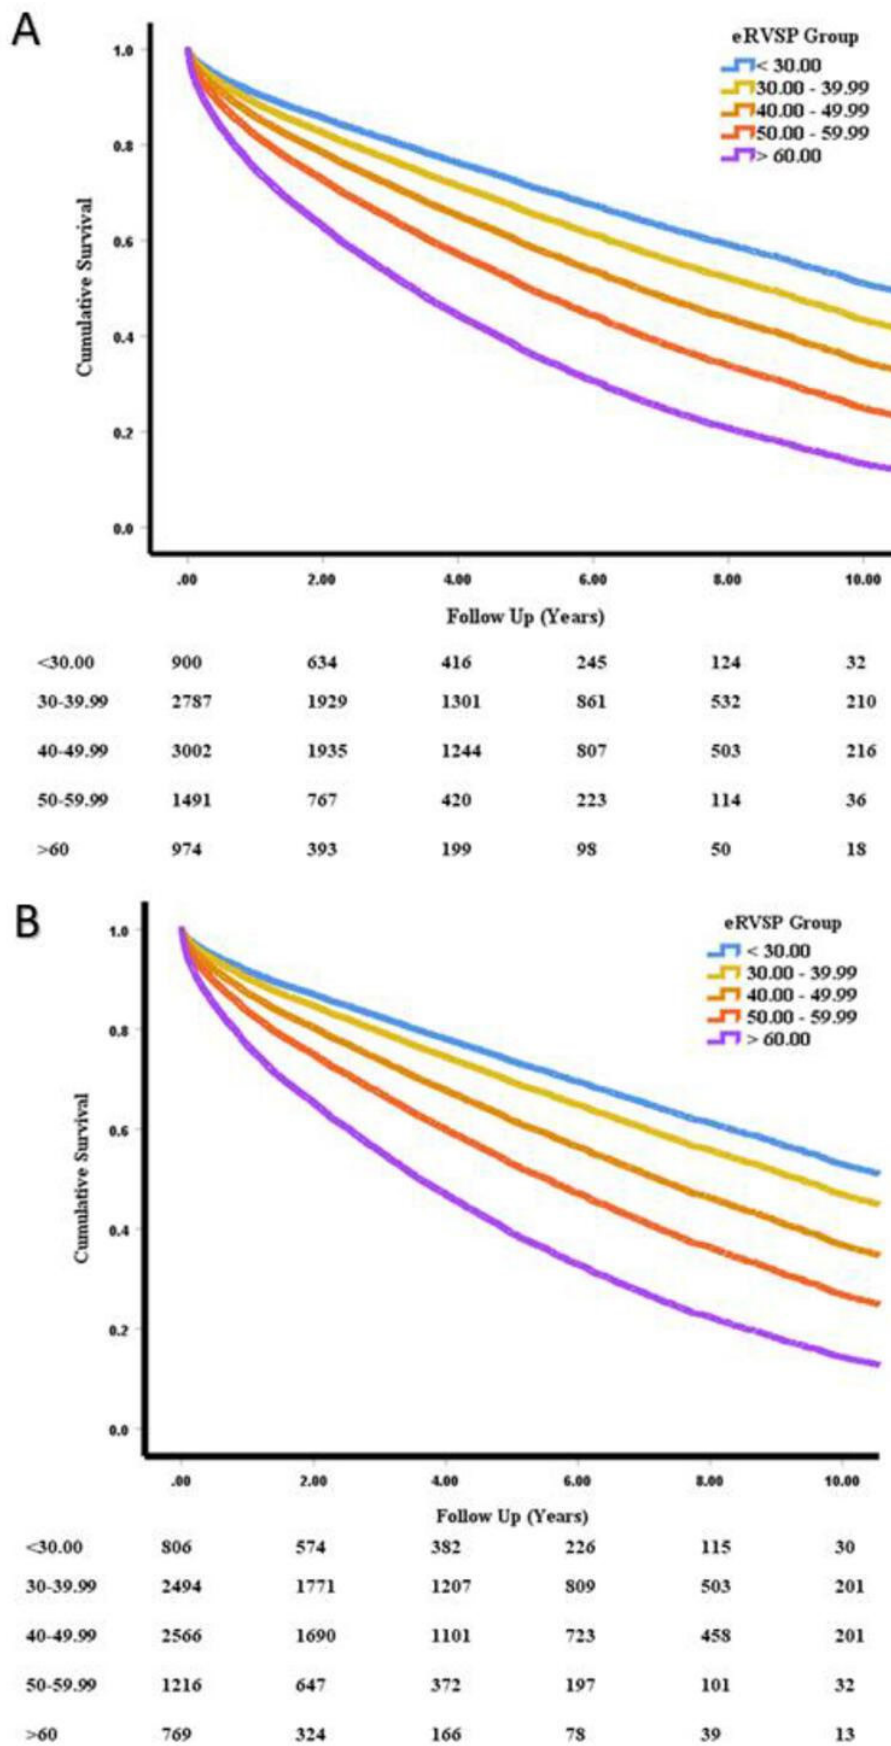 A
eRVSP Group
< 30.00
30.00 - 39.99
40.00 - 49.99
50.00 - 59.99
> 60.00
1.0
0.8
0.6
0.4
0.2
0.0
Cumulative Survival
.00 2.00 4.00 6.00 8.00 10.00
Follow Up (Years)
<30.00 900 634 416 245 124 32
30-39.99 2787 1929 1301 861 532 210
40-49.99 3002 1935 1244 807 503 216
50-59.99 1491 767 420 223 114 36
>60 974 393 199 98 50 18
B
eRVSP Group
< 30.00
30.00 - 39.99
40.00 - 49.99
50.00 - 59.99
> 60.00
1.0
0.8
0.6
0.4
0.2
0.0
Cumulative Survival
.00 2.00 4.00 6.00 8.00 10.00
Follow Up (Years)
<30.00 806 574 382 226 115 30
30-39.99 2494 1771 1207 809 503 201
40-49.99 2566 1690 1101 723 458 201
50-59.99 1216 647 372 197 101 32
>60 769 324 166 78 39 13